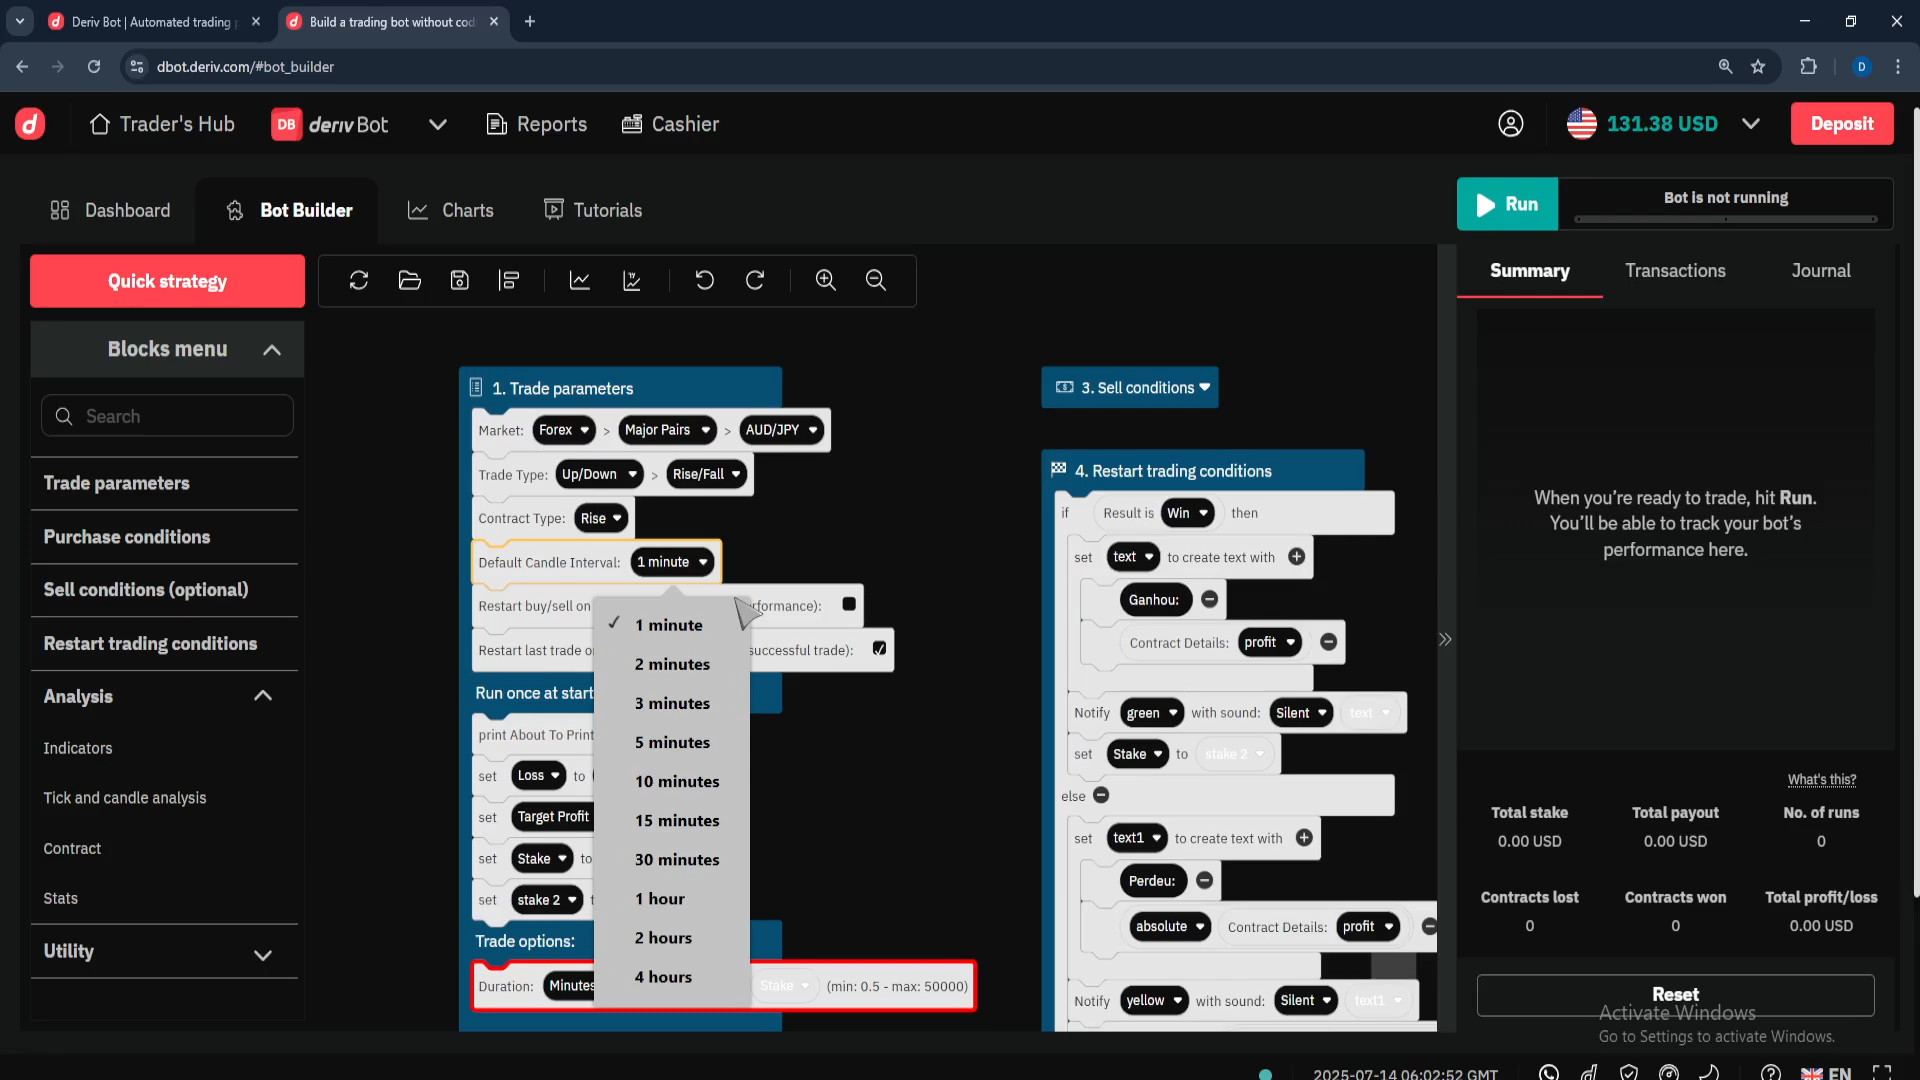 Deriv Bot | Automated trading
Build a trading bot without cod
dbot.deriv.com/#bot_builder
D
Trader's Hub
DB
deriv Bot
Reports
Cashier
131.38 USD
Deposit
Dashboard
Bot Builder
Charts
Tutorials
Run
Bot is not running
Quick strategy
Summary
Transactions
Journal
Blocks menu
Search
Trade parameters
Purchase conditions
Sell conditions (optional)
Restart trading conditions
Analysis
Indicators
Tick and candle analysis
Contract
Stats
Utility
1. Trade parameters
Market: Forex > Major Pairs > AUD/JPY
Trade Type: Up/Down > Rise/Fall
Contract Type: Rise
Default Candle Interval: 1 minute
Restart buy/sell on formance):
Restart last trade o successful trade):
Run once at start
print About To Print
set Loss to
set Target Profit
set Stake to
set stake 2
Trade options:
Duration: Minutes Stake (min: 0.5 - max: 50000)
✓ 1 minute
2 minutes
3 minutes
5 minutes
10 minutes
15 minutes
30 minutes
1 hour
2 hours
4 hours
3. Sell conditions
4. Restart trading conditions
if Result is Win then
set text to create text with
Ganhou:
Contract Details: profit
Notify green with sound: Silent text
set Stake to stake 2
else
set text1 to create text with
Perdeu:
absolute Contract Details: profit
Notify yellow with sound: Silent text1
When you're ready to trade, hit Run.
You'll be able to track your bot's
performance here.
What's this?
Total stake
Total payout
No. of runs
0.00 USD
0.00 USD
0
Contracts lost
Contracts won
Total profit/loss
0
0
0.00 USD
Reset
Activate Windows
Go to Settings to activate Windows.
2025-07-14 06:02:52 GMT
EN